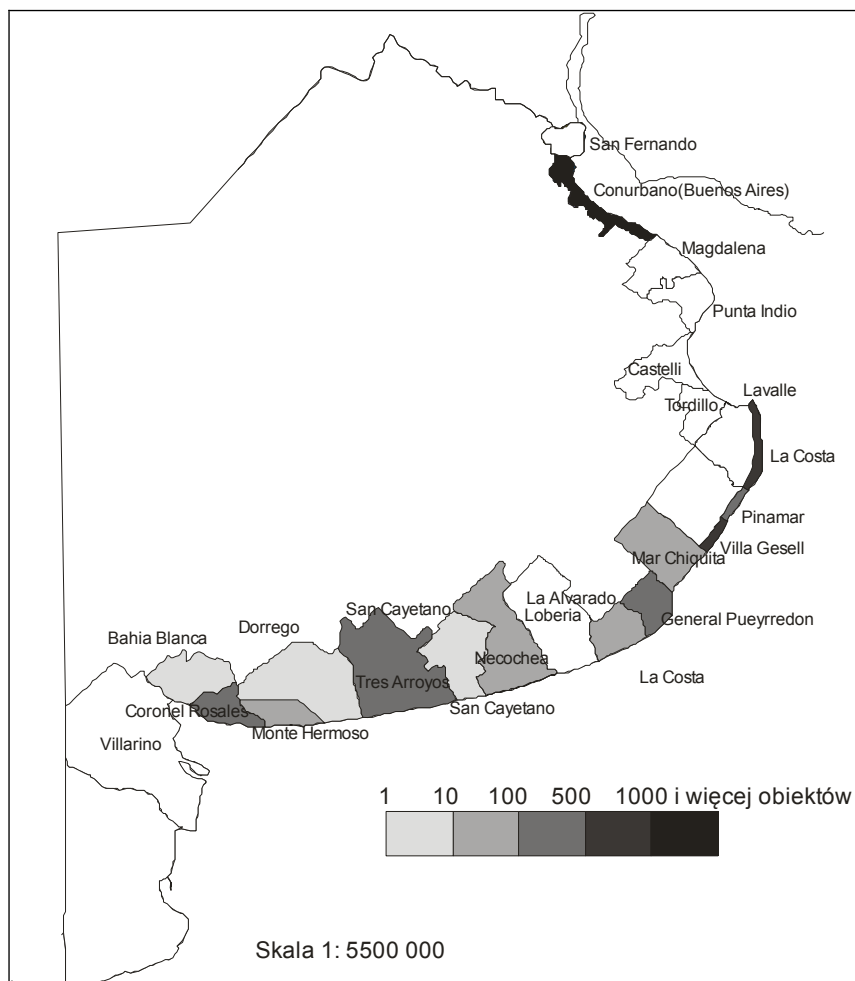 San Fernando
Conurbano(Buenos Aires)
Magdalena
Punta Indio
Castelli
Lavalle
Tordillo
La Costa
Pinamar
Villa Gesell
Mar Chiquita
La Alvarado
San Cayetano
Loberia
General Pueyrredon
Dorrego
Bahia Blanca
Necochea
La Costa
Tres Arroyos
San Cayetano
Coronel Rosales
Monte Hermoso
Villarino
1 10 100 500 1000 i więcej obiektów
Skala 1: 5500 000